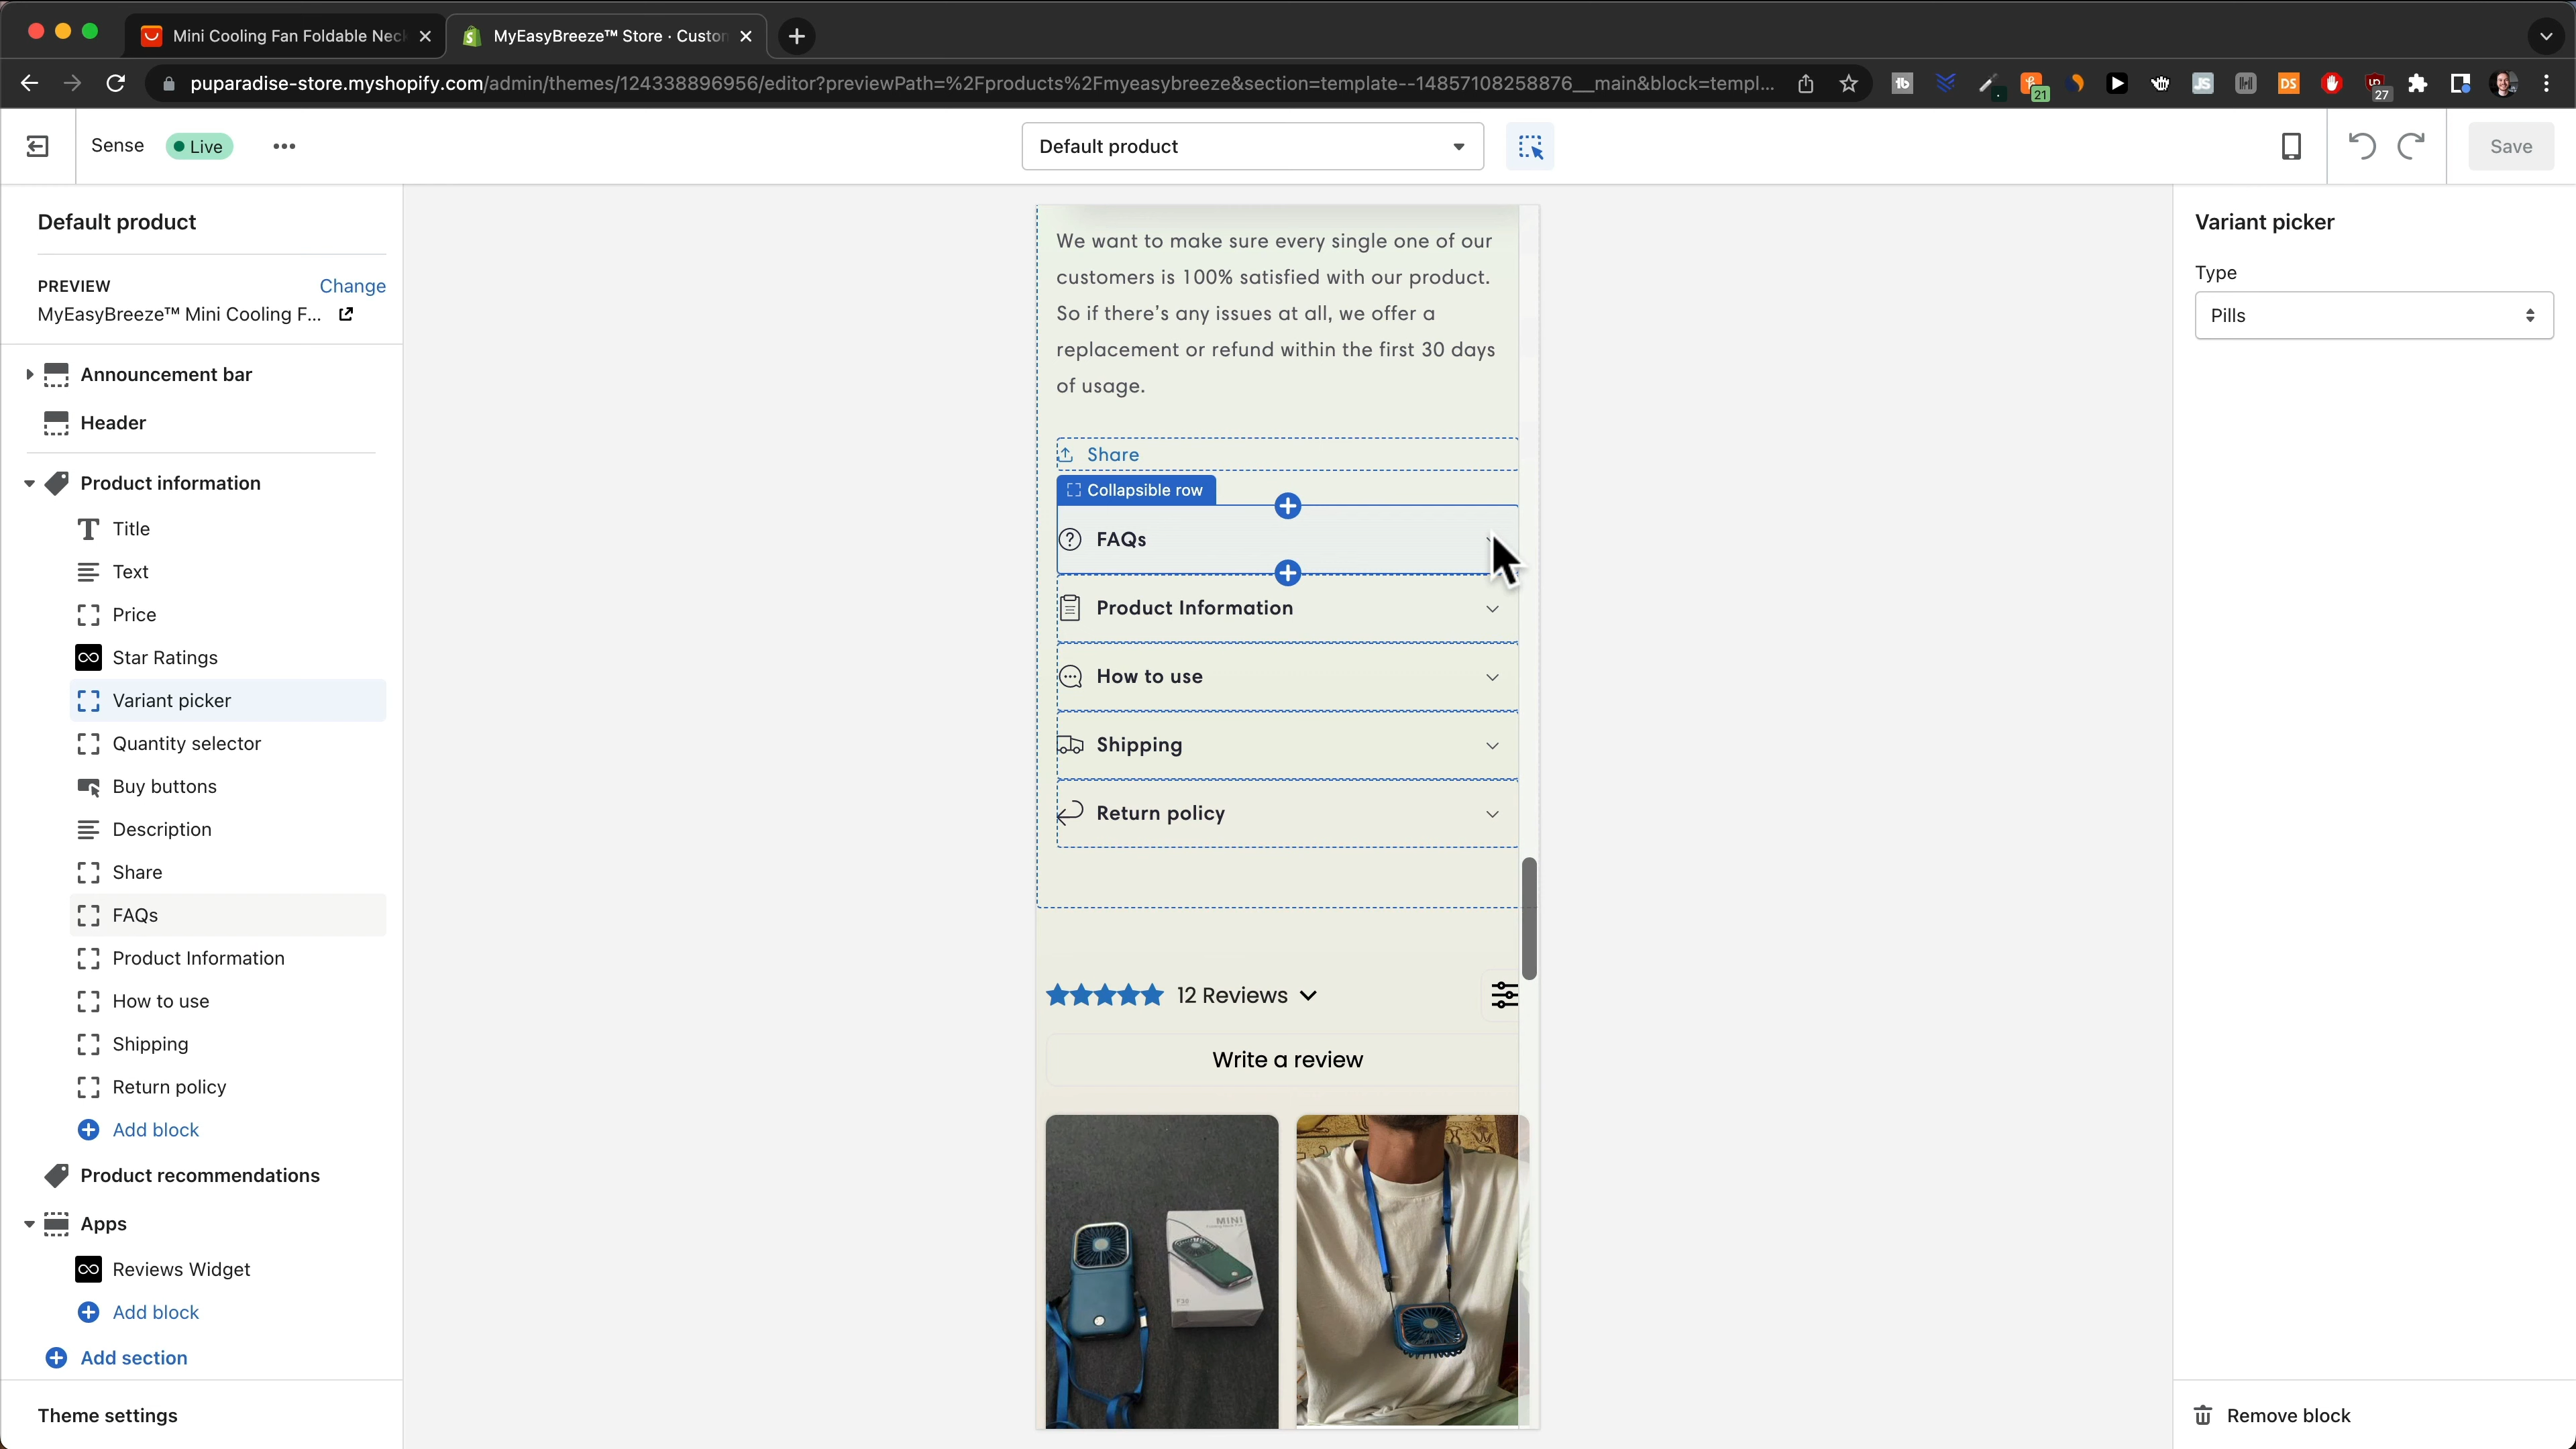 Mini Cooling Fan Foldable Neck
MyEasyBreeze™ Store · Custom
puparadise-store.myshopify.com/admin/themes/124338896956/editor?previewPath=%2Fproducts%2Fmyeasybreeze&section=template--14857108258876__main&block=templ...
21
JS
DS
27
Sense
Live
Default product
Save
Default product
PREVIEW
Change
MyEasyBreeze™ Mini Cooling F...
Announcement bar
Header
Product information
Title
Text
Price
Star Ratings
Variant picker
Quantity selector
Buy buttons
Description
Share
FAQs
Product Information
How to use
Shipping
Return policy
Add block
Product recommendations
Apps
Reviews Widget
Add block
Add section
Theme settings
We want to make sure every single one of our
customers is 100% satisfied with our product.
So if there's any issues at all, we offer a
replacement or refund within the first 30 days
of usage.
Share
Collapsible row
FAQs
Product Information
How to use
Shipping
Return policy
12 Reviews
Write a review
MINI
Variant picker
Type
Pills
Remove block